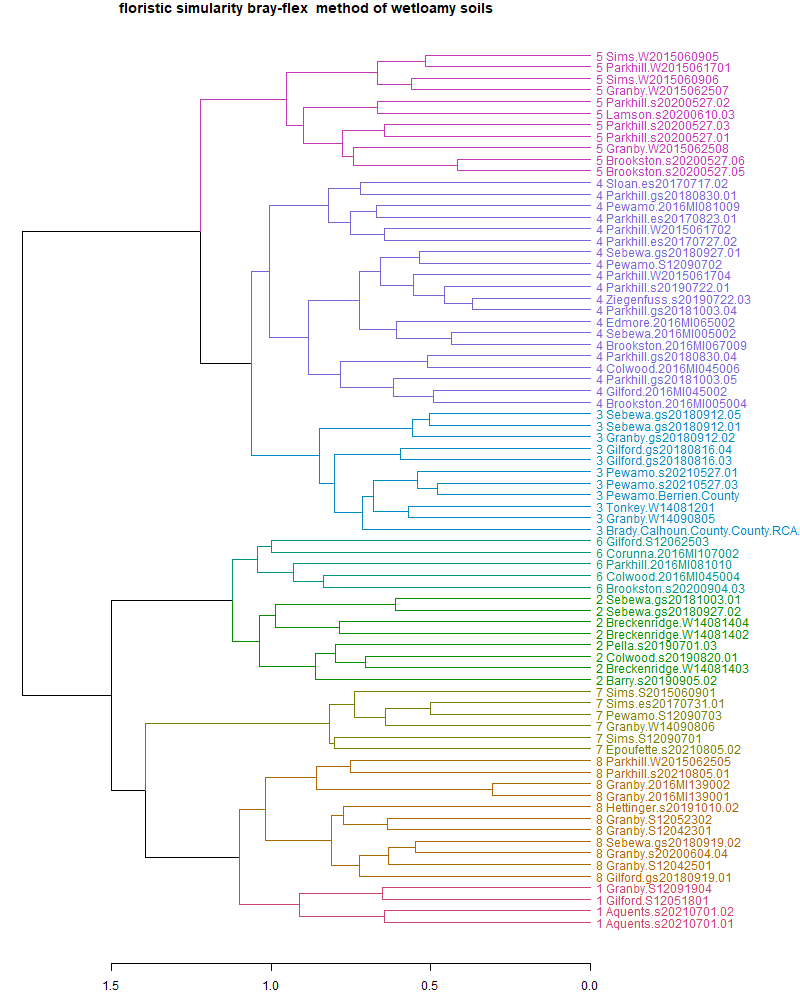 floristic simularity bray-flex  method of wetloamy soils
5 Sims.W2015060905
5 Parkhill.W2015061701
5 Sims.W2015060906
5 Granby.W2015062507
5 Parkhill.s20200527.02
5 Lamson.s20200610.03
5 Parkhill.s20200527.03
5 Parkhill.s20200527.01
5 Granby.W2015062508
5 Brookston.s20200527.06
5 Brookston.s20200527.05
4 Sloan.es20170717.02
4 Parkhill.gs20180830.01
4 Pewamo.2016MI081009
4 Parkhill.es20170823.01
4 Parkhill.W2015061702
4 Parkhill.es20170727.02
4 Sebewa.gs20180927.01
4 Pewamo.S12090702
4 Parkhill.W2015061704
4 Parkhill.s20190722.01
4 Ziegenfuss.s20190722.03
4 Parkhill.gs20181003.04
4 Edmore.2016MI065002
4 Sebewa.2016MI005002
4 Brookston.2016MI067009
4 Parkhill.gs20180830.04
4 Colwood.2016MI045006
4 Parkhill.gs20181003.05
4 Gilford.2016MI045002
4 Brookston.2016MI005004
3 Sebewa.gs20180912.05
3 Sebewa.gs20180912.01
3 Granby.gs20180912.02
3 Gilford.gs20180816.04
3 Gilford.gs20180816.03
3 Pewamo.s20210527.01
3 Pewamo.s20210527.03
3 Pewamo.Berrien.County
3 Tonkey.W14081201
3 Granby.W14090805
3 Brady.Calhoun.County.County.RCA.
6 Gilford.S12062503
6 Corunna.2016MI107002
6 Parkhill.2016MI081010
6 Colwood.2016MI045004
6 Brookston.s20200904.03
2 Sebewa.gs20181003.01
2 Sebewa.gs20180927.02
2 Breckenridge.W14081404
2 Breckenridge.W14081402
2 Pella.s20190701.03
2 Colwood.s20190820.01
2 Breckenridge.W14081403
2 Barry.s20190905.02
7 Sims.S2015060901
7 Sims.es20170731.01
7 Pewamo.S12090703
7 Granby.W14090806
7 Sims.S12090701
7 Epoufette.s20210805.02
8 Parkhill.W2015062505
8 Parkhill.s20210805.01
8 Granby.2016MI139002
8 Granby.2016MI139001
8 Hettinger.s20191010.02
8 Granby.S12052302
8 Granby.S12042301
8 Sebewa.gs20180919.02
8 Granby.s20200604.04
8 Granby.S12042501
8 Gilford.gs20180919.01
1 Granby.S12091904
1 Gilford.S12051801
1 Aquents.s20210701.02
1 Aquents.s20210701.01
1.5 1.0 0.5 0.0